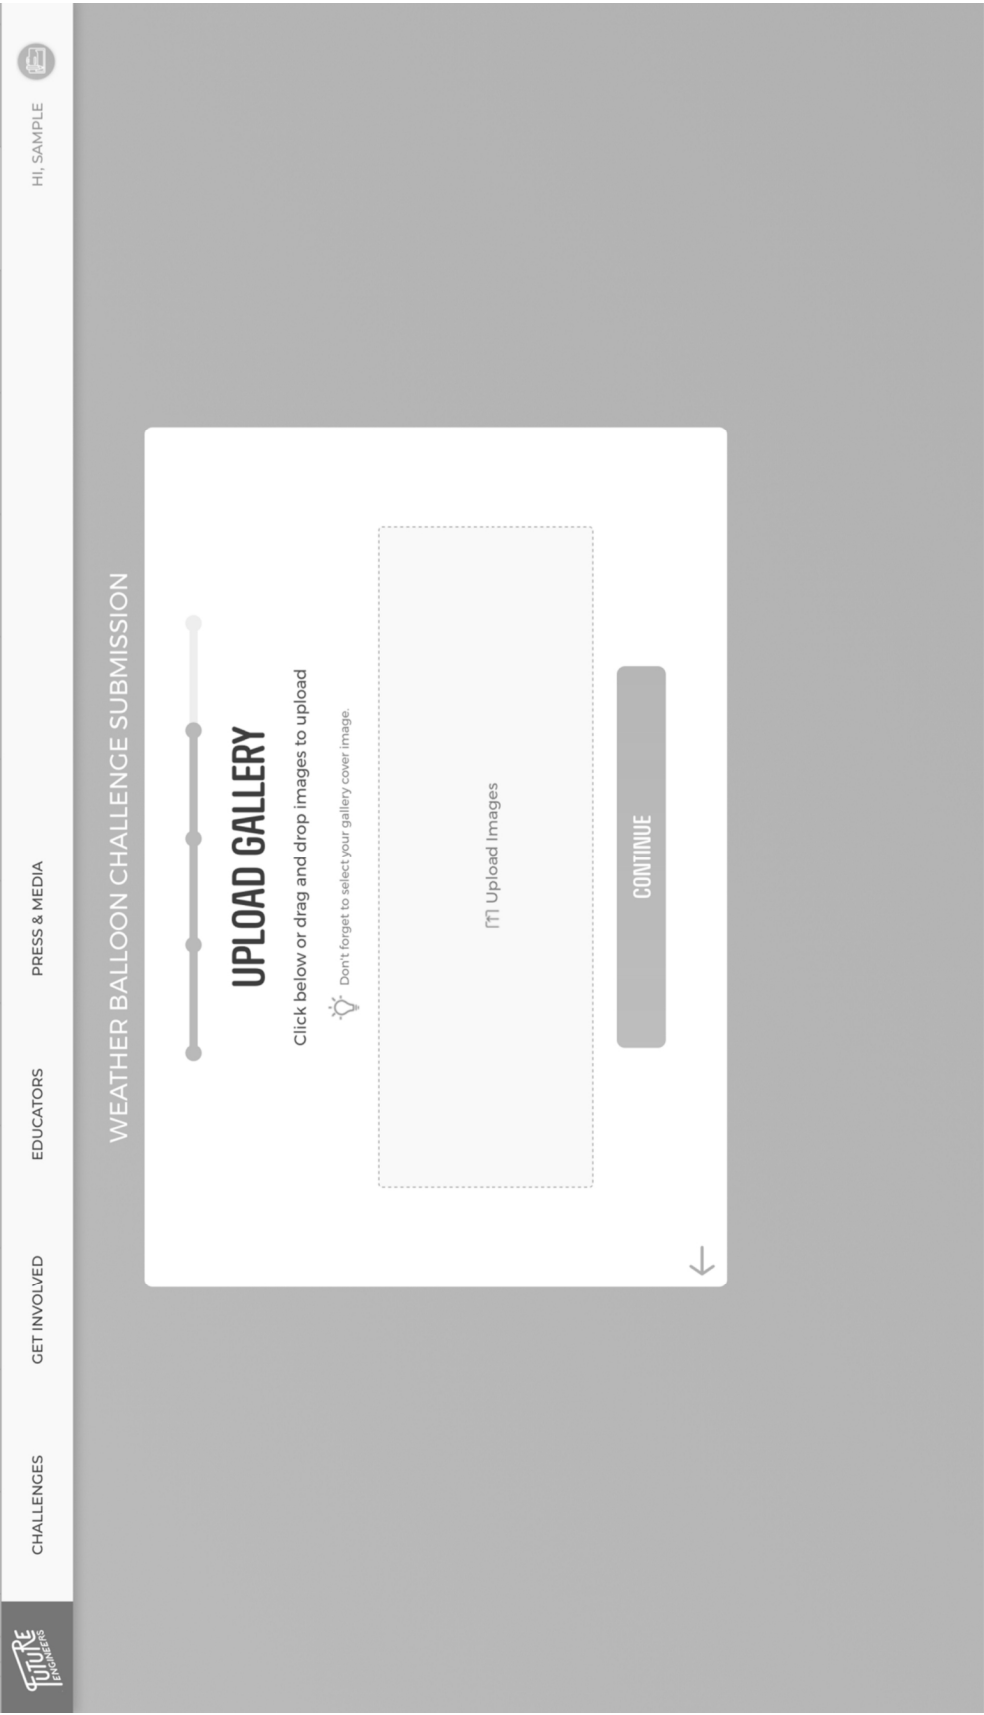 FUTURE
ENGINEERS
CHALLENGES
GET INVOLVED
EDUCATORS
PRESS & MEDIA
HI, SAMPLE
WEATHER BALLOON CHALLENGE SUBMISSION
UPLOAD GALLERY
Click below or drag and drop images to upload
Don't forget to select your gallery cover image.
Upload Images
CONTINUE